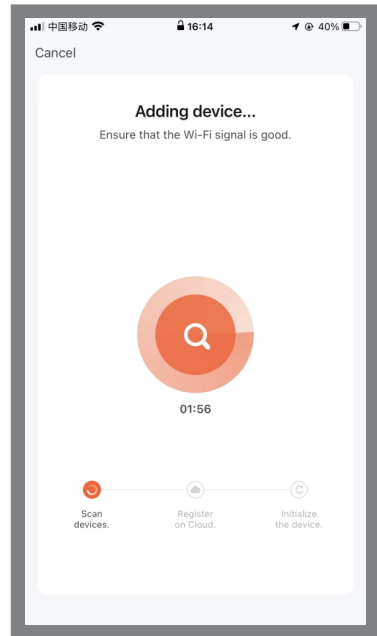 中国移动 16:14 40%
Cancel
Adding device...
Ensure that the Wi-Fi signal is good.
01:56
Scan devices.
Register on Cloud.
Initialize the device.